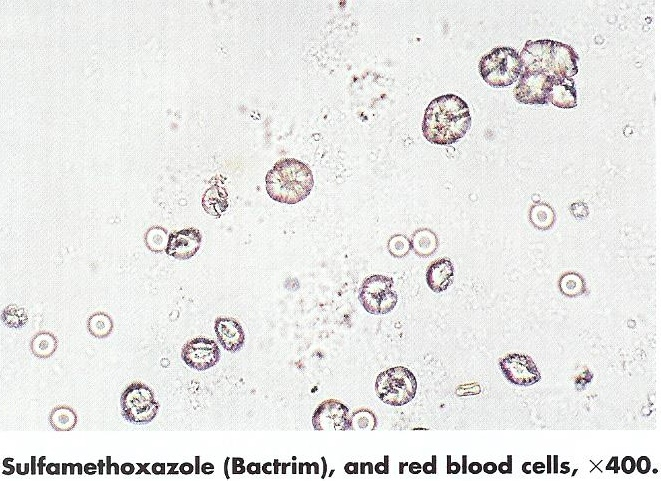 Sulfamethoxazole (Bactrim), and red blood cells, ×400.